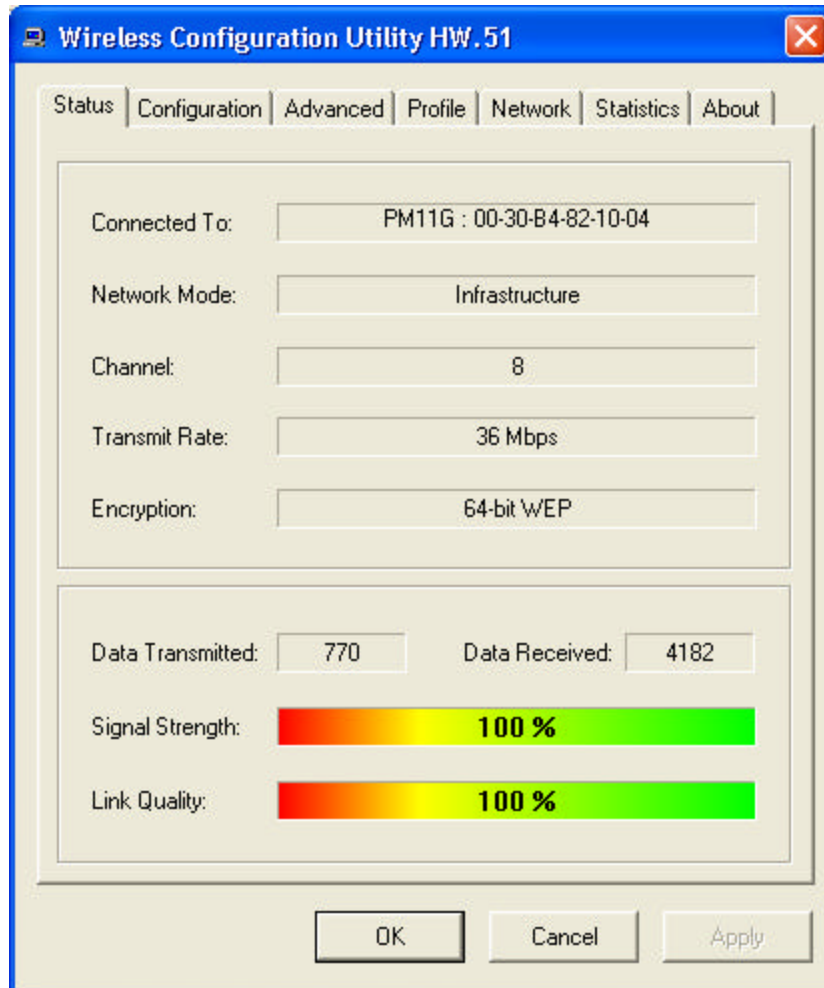 Wireless Configuration Utility HW.51
Status Configuration Advanced Profile Network Statistics About
Connected To: PM11G : 00-30-B4-82-10-04
Network Mode: Infrastructure
Channel: 8
Transmit Rate: 36 Mbps
Encryption: 64-bit WEP
Data Transmitted: 770 Data Received: 4182
Signal Strength: 100 %
Link Quality: 100 %
OK Cancel Apply